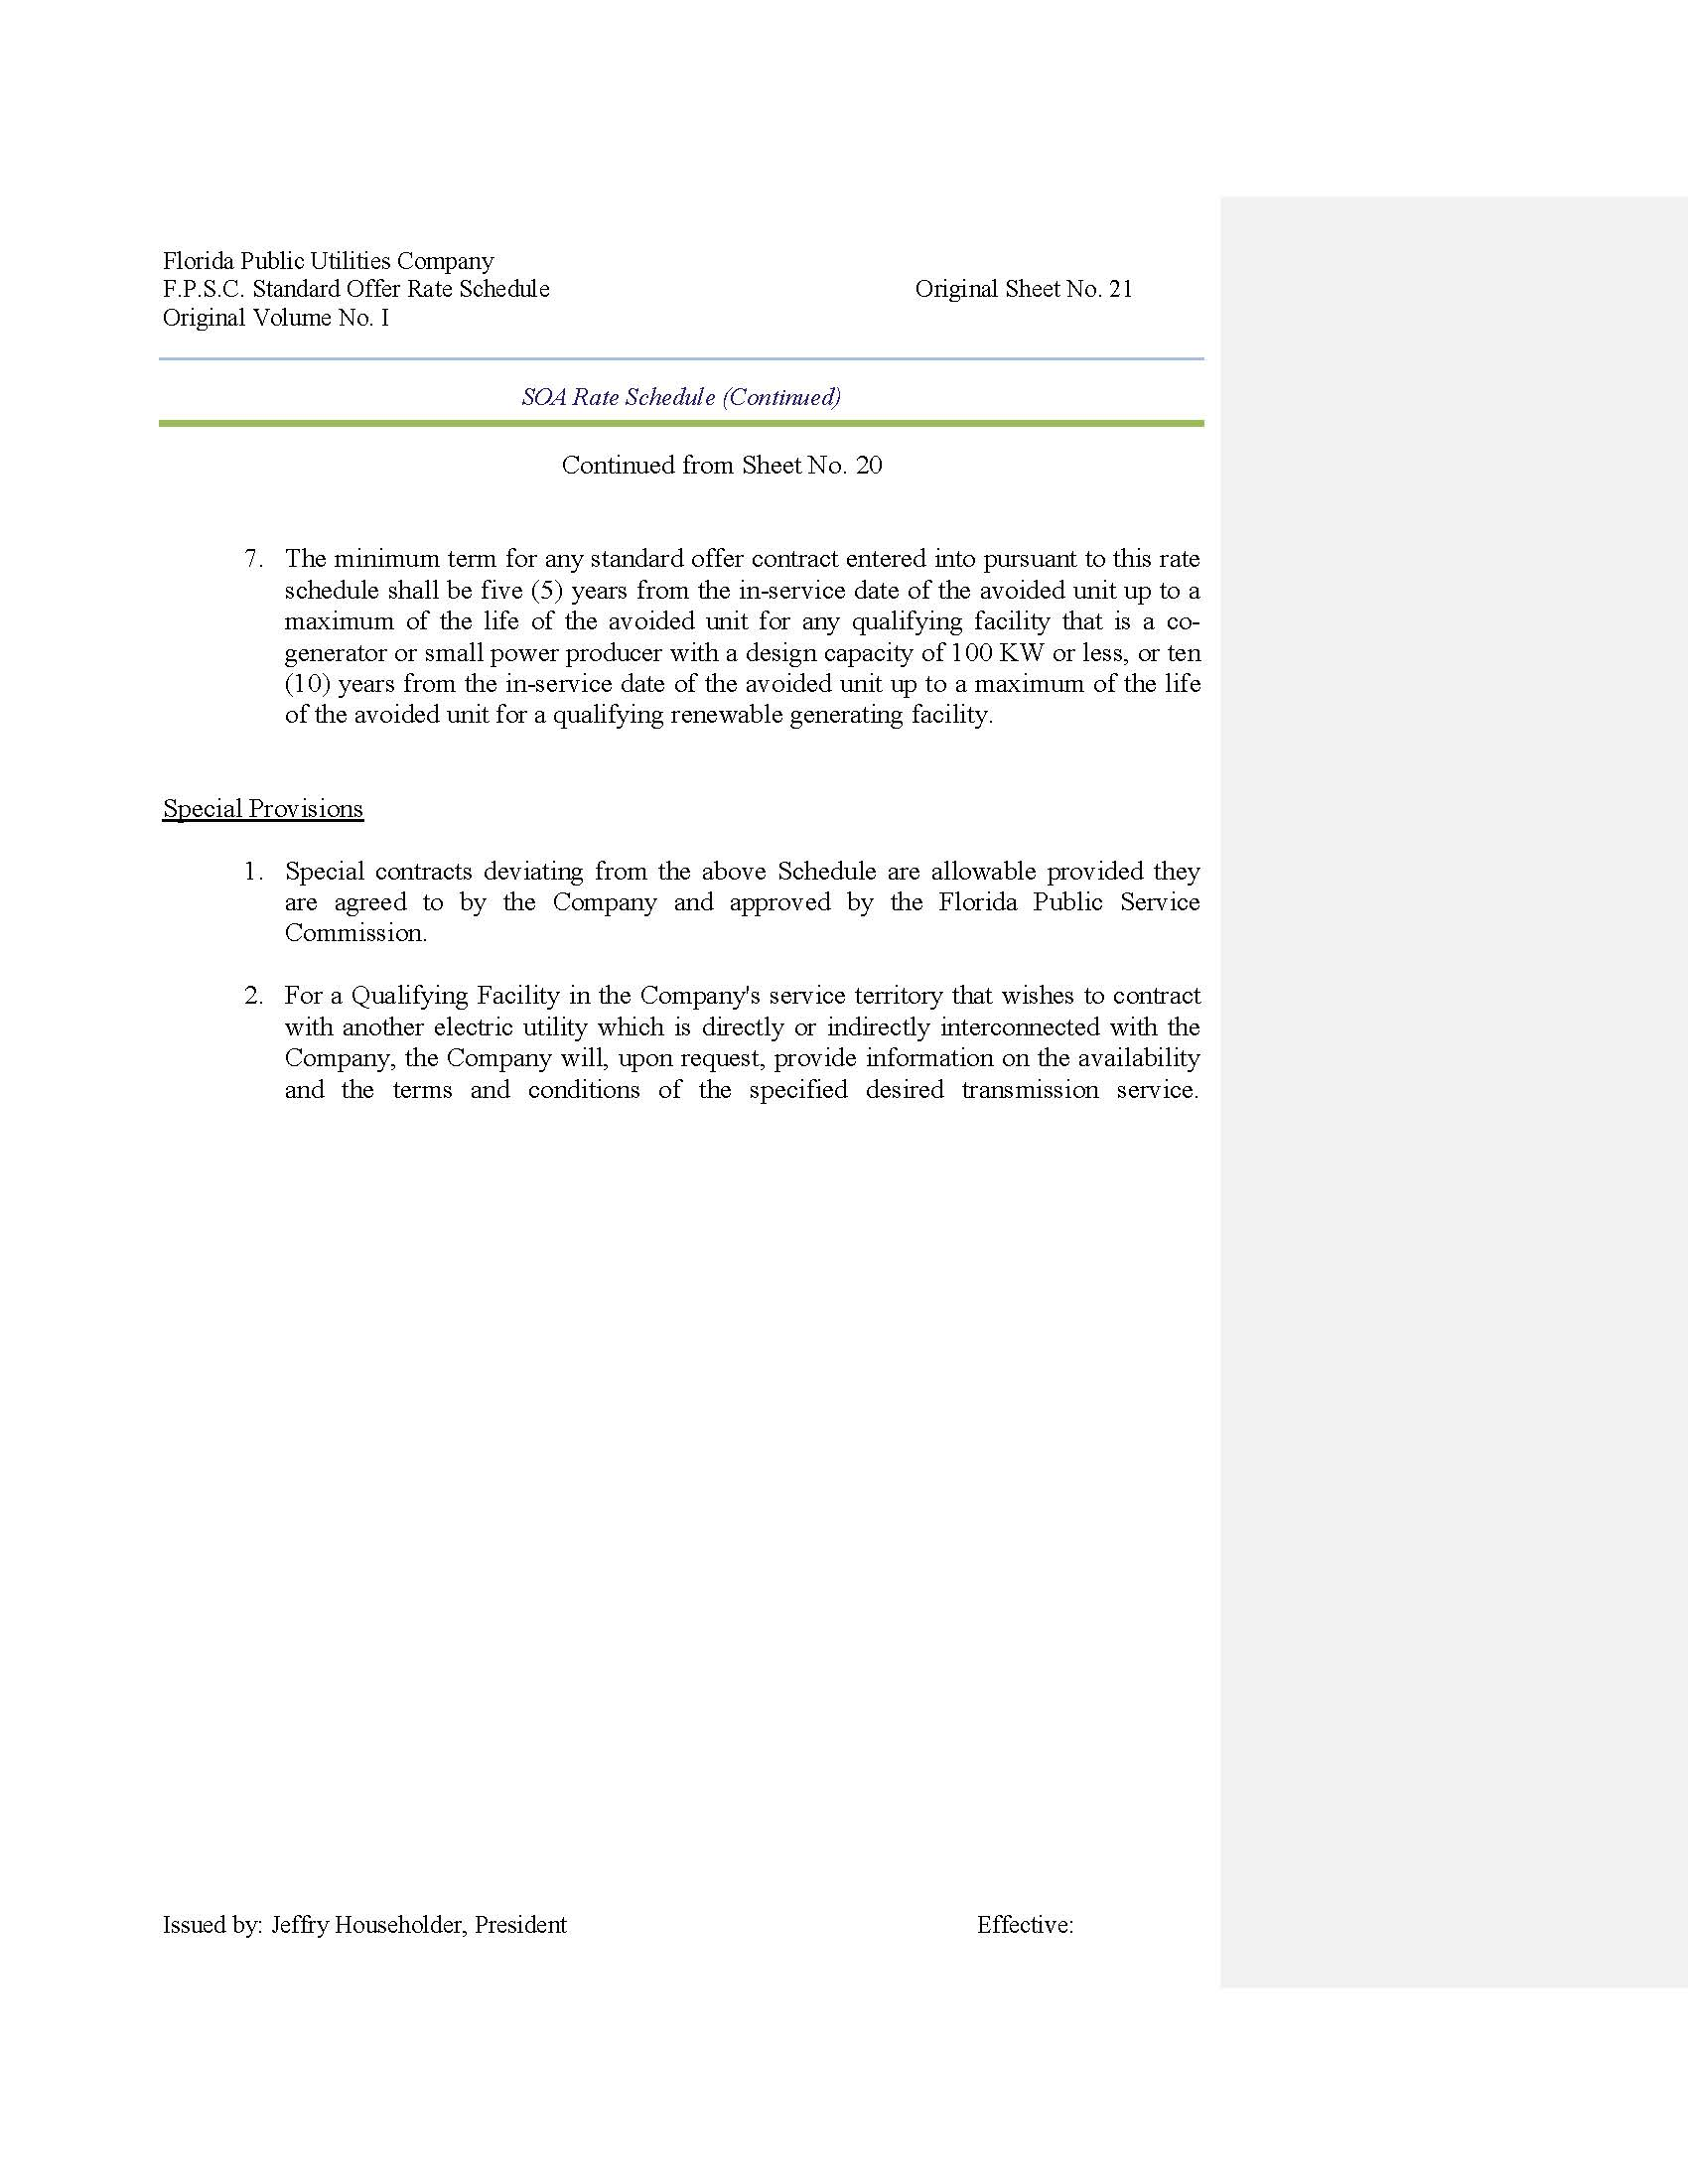 Florida Public Utilities Company
F.P.S.C. Standard Offer Rate Schedule Original Sheet No. 21
Original Volume No. I
SOA Rate Schedule (Continued)
Continued from Sheet No. 20
7. The minimum term for any standard offer contract entered into pursuant to this rate
schedule shall be five (5) years from the in-service date of the avoided unit up to a
maximum of the life of the avoided unit for any qualifying facility that is a co-
generator or small power producer with a design capacity of 100 KW or less, or ten
(10) years from the in-service date of the avoided unit up to a maximum of the life
of the avoided unit for a qualifying renewable generating facility.
Special Provisions
1. Special contracts deviating from the above Schedule are allowable provided they
are agreed to by the Company and approved by the Florida Public Service
Commission.
2. For a Qualifying Facility in the Company's service territory that wishes to contract
with another electric utility which is directly or indirectly interconnected with the
Company, the Company will, upon request, provide information on the availability
and the terms and conditions of the specified desired transmission service.
Issued by: Jeffry Householder, President Effective: